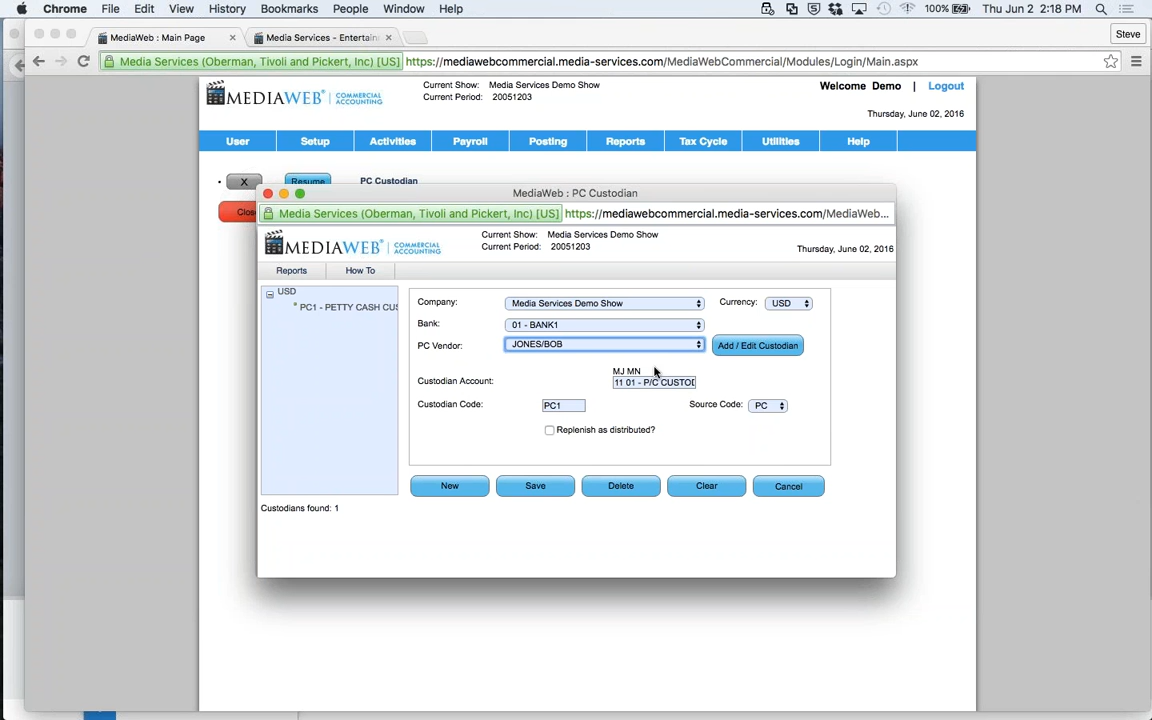 Chrome File Edit View History Bookmarks People Window Help 100% Thu Jun 2 2:18 PM
MediaWeb : Main Page Media Services - Entertain Steve
Media Services (Oberman, Tivoli and Pickert, Inc) [US] https://mediawebcommercial.media-services.com/MediaWebCommercial/Modules/Login/Main.aspx
MEDIAWEB® COMMERCIAL ACCOUNTING
Current Show: Media Services Demo Show
Current Period: 20051203
Welcome Demo | Logout
Thursday, June 02, 2016
User Setup Activities Payroll Posting Reports Tax Cycle Utilities Help
X Resume PC Custodian
Clos
MediaWeb : PC Custodian
Media Services (Oberman, Tivoli and Pickert, Inc) [US] https://mediawebcommercial.media-services.com/MediaWeb...
MEDIAWEB® COMMERCIAL ACCOUNTING
Current Show: Media Services Demo Show
Current Period: 20051203
Thursday, June 02, 2016
Reports How To
USD
* PC1 - PETTY CASH CUS
Company: Media Services Demo Show Currency: USD
Bank: 01 - BANK1
PC Vendor: JONES/BOB Add / Edit Custodian
MJ MN
Custodian Account: 11 01 - P/C CUSTOD
Custodian Code: PC1 Source Code: PC
Replenish as distributed?
New Save Delete Clear Cancel
Custodians found: 1